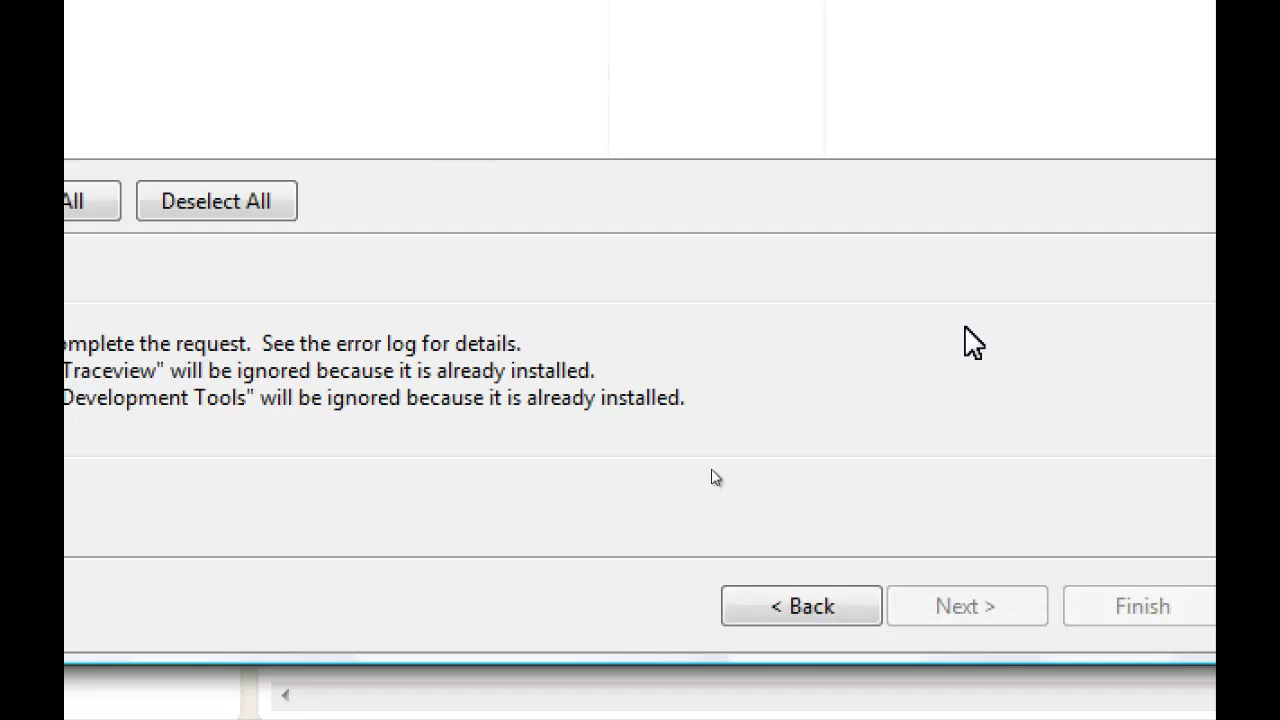 All
Deselect All
omplete the request.  See the error log for details.
Traceview" will be ignored because it is already installed.
Development Tools" will be ignored because it is already installed.
< Back
Next >
Finish